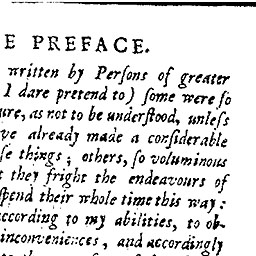 E PREFACE.
written by Perſons of greater
I dare pretend to) ſome were ſo
ure, as not to be underſtood, unleſs
ve already made a conſiderable
ſe things; others, ſo voluminous
t they fright the endeavours of
ſpend their whole time this way:
according to my abilities, to ob-
inconveniences, and accordingly